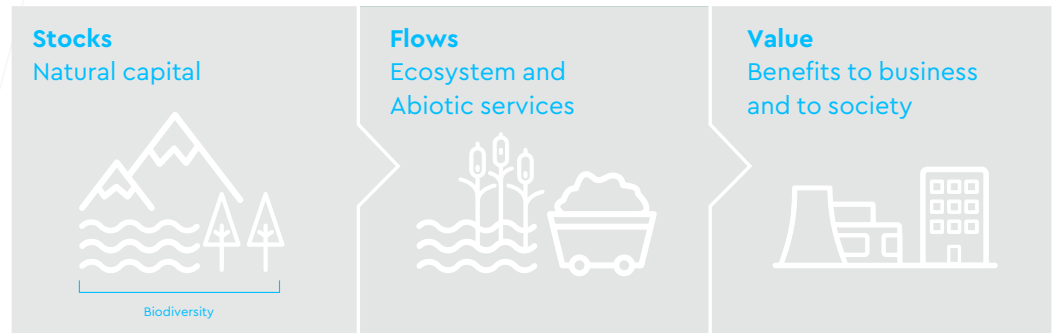 Stocks
Natural capital
Biodiversity
Flows
Ecosystem and
Abiotic services
Value
Benefits to business
and to society